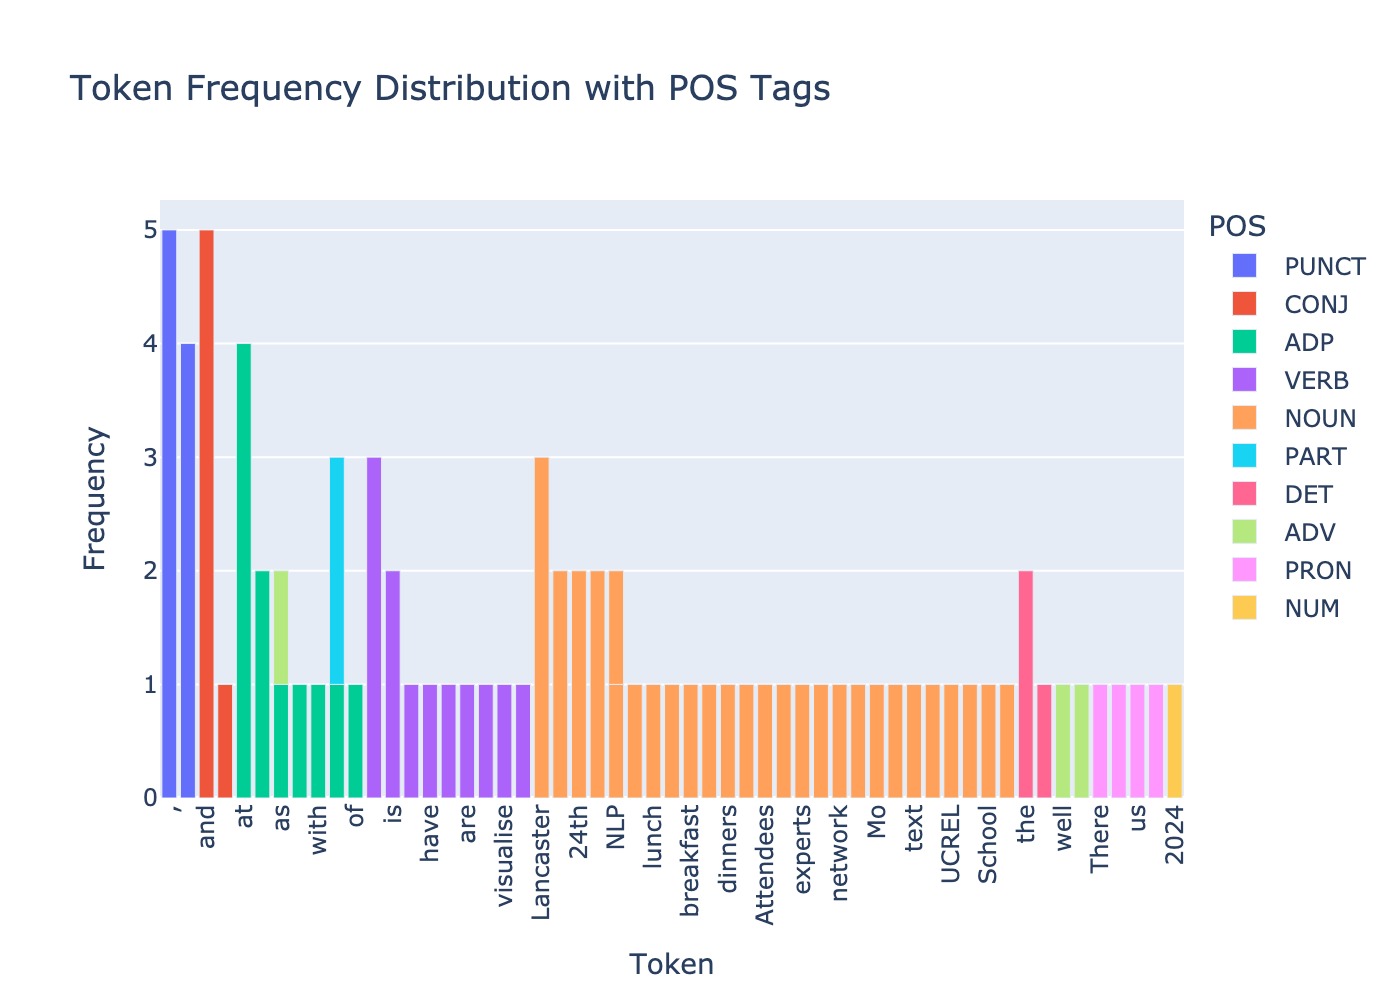 Token Frequency Distribution with POS Tags
5
4
3
2
1
0
Frequency
,
and
at
as
with
of
is
have
are
visualise
Lancaster
24th
NLP
lunch
breakfast
dinners
Attendees
experts
network
Mo
text
UCREL
School
the
well
There
us
2024
Token
POS
PUNCT
CONJ
ADP
VERB
NOUN
PART
DET
ADV
PRON
NUM